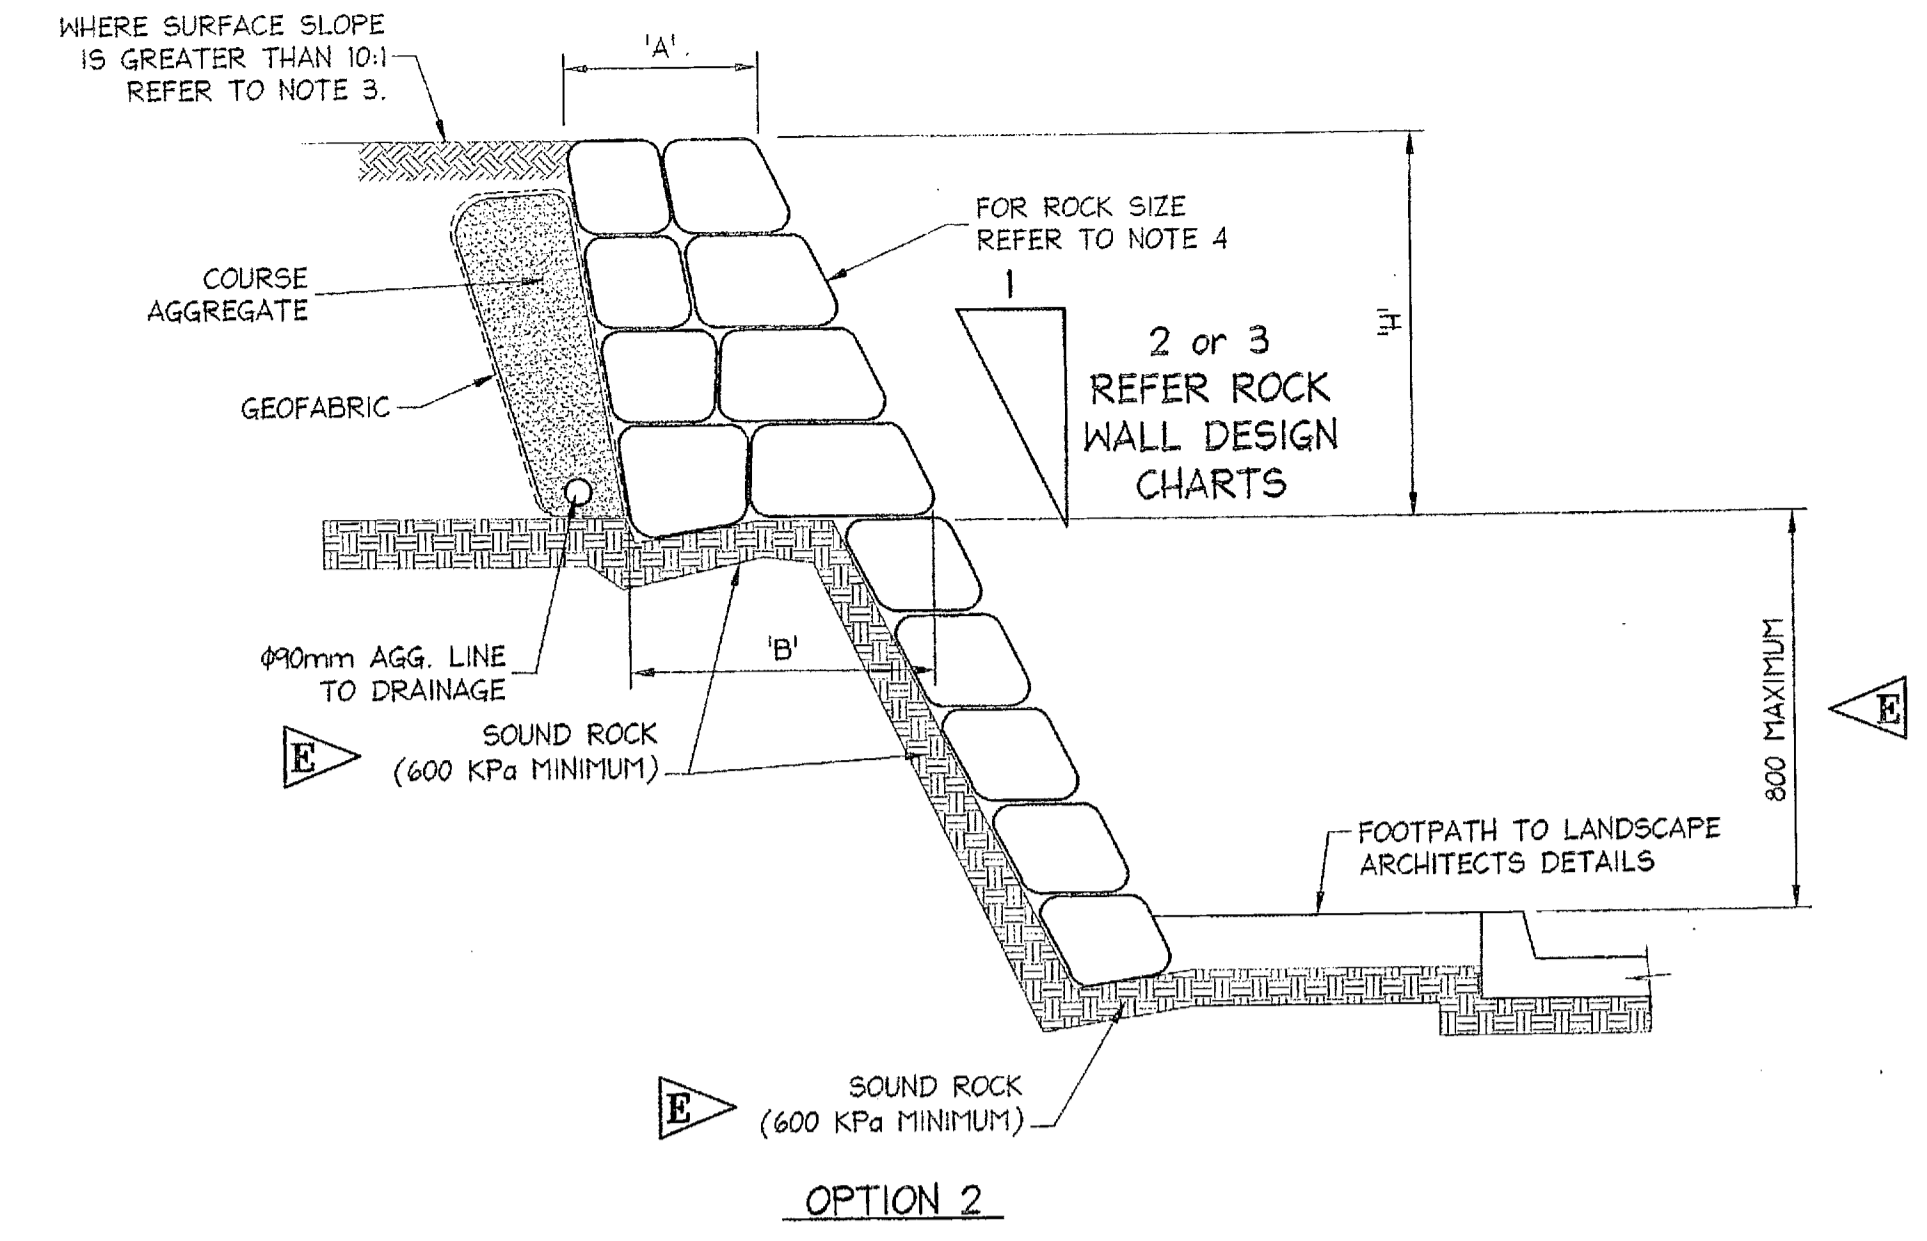 WHERE SURFACE SLOPE
IS GREATER THAN 10:1
REFER TO NOTE 3.
'A'.
FOR ROCK SIZE
REFER TO NOTE 4
COURSE
AGGREGATE
GEOFABRIC
1
2 or 3
REFER ROCK
WALL DESIGN
CHARTS
'H'
Φ90mm AGG. LINE
TO DRAINAGE
'B'
E
SOUND ROCK
(600 KPa MINIMUM)
800 MAXIMUM
E
FOOTPATH TO LANDSCAPE
ARCHITECTS DETAILS
E
SOUND ROCK
(600 KPa MINIMUM)
OPTION 2